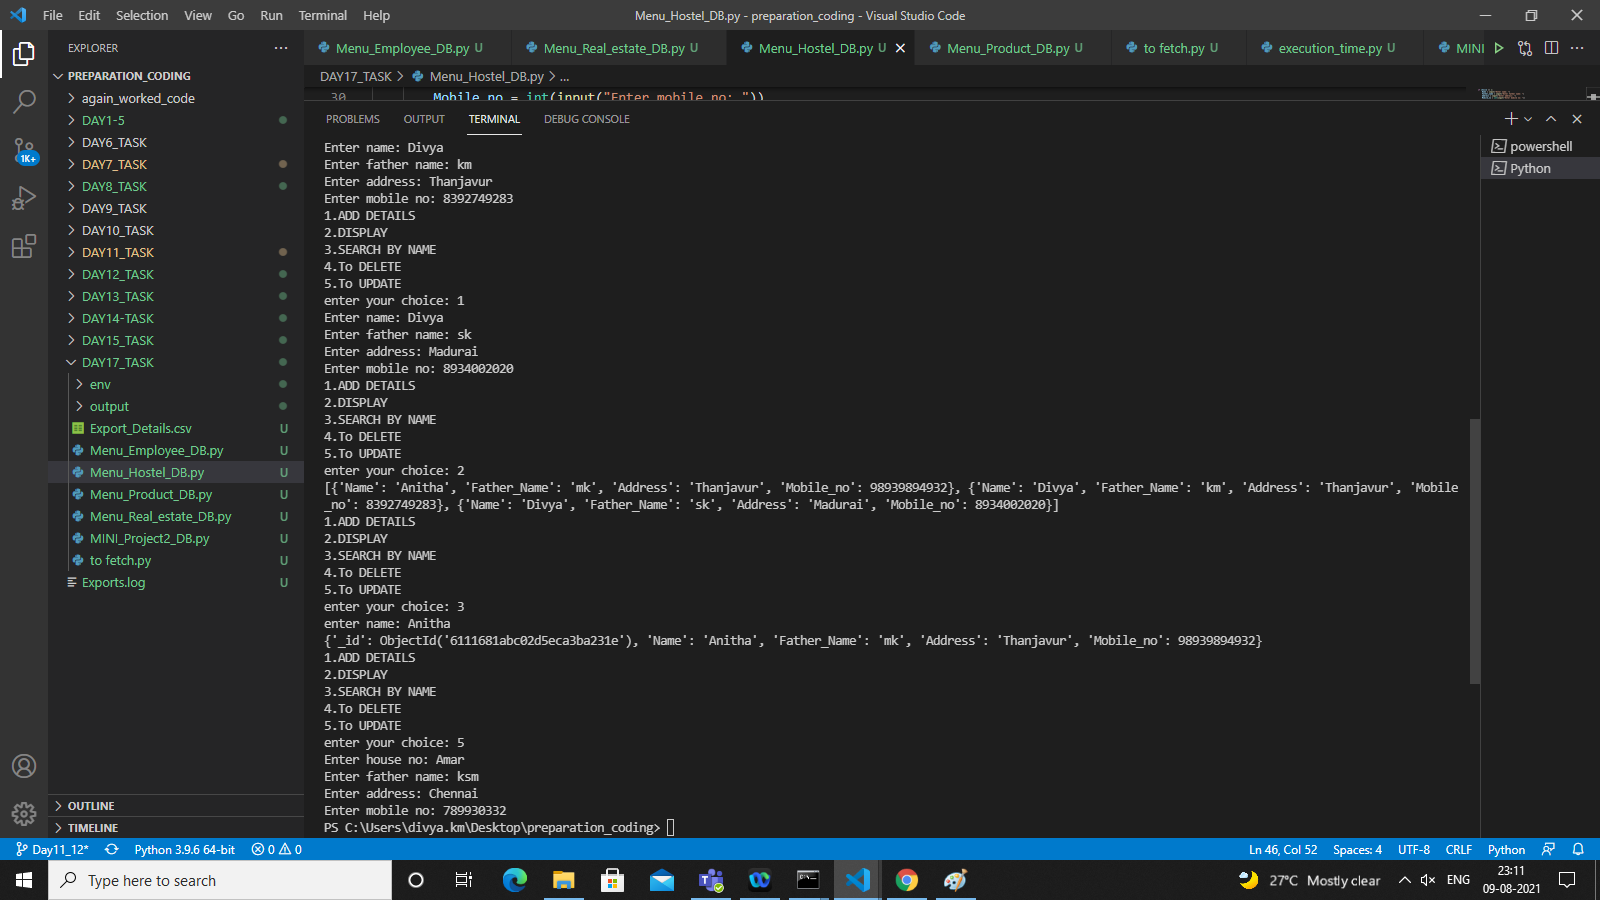 File Edit Selection View Go Run Terminal Help
Menu_Hostel_DB.py - preparation_coding - Visual Studio Code
EXPLORER
PREPARATION_CODING
again_worked_code
DAY1-5
DAY6_TASK
DAY7_TASK
DAY8_TASK
DAY9_TASK
DAY10_TASK
DAY11_TASK
DAY12_TASK
DAY13_TASK
DAY14-TASK
DAY15_TASK
DAY17_TASK
env
output
Export_Details.csv U
Menu_Employee_DB.py U
Menu_Hostel_DB.py U
Menu_Product_DB.py U
Menu_Real_estate_DB.py U
MINI_Project2_DB.py U
to fetch.py U
Exports.log U
OUTLINE
TIMELINE
1K+
Menu_Employee_DB.py U Menu_Real_estate_DB.py U Menu_Hostel_DB.py U Menu_Product_DB.py U to fetch.py U execution_time.py U MINI
DAY17_TASK > Menu_Hostel_DB.py > ...
30 Mobile_no = int(input("Enter mobile no: "))
PROBLEMS OUTPUT TERMINAL DEBUG CONSOLE
powershell
Python
Enter name: Divya
Enter father name: km
Enter address: Thanjavur
Enter mobile no: 8392749283
1.ADD DETAILS
2.DISPLAY
3.SEARCH BY NAME
4.To DELETE
5.To UPDATE
enter your choice: 1
Enter name: Divya
Enter father name: sk
Enter address: Madurai
Enter mobile no: 8934002020
1.ADD DETAILS
2.DISPLAY
3.SEARCH BY NAME
4.To DELETE
5.To UPDATE
enter your choice: 2
[{'Name': 'Anitha', 'Father_Name': 'mk', 'Address': 'Thanjavur', 'Mobile_no': 98939894932}, {'Name': 'Divya', 'Father_Name': 'km', 'Address': 'Thanjavur', 'Mobile
_no': 8392749283}, {'Name': 'Divya', 'Father_Name': 'sk', 'Address': 'Madurai', 'Mobile_no': 8934002020}]
1.ADD DETAILS
2.DISPLAY
3.SEARCH BY NAME
4.To DELETE
5.To UPDATE
enter your choice: 3
enter name: Anitha
{'_id': ObjectId('6111681abc02d5eca3ba231e'), 'Name': 'Anitha', 'Father_Name': 'mk', 'Address': 'Thanjavur', 'Mobile_no': 98939894932}
1.ADD DETAILS
2.DISPLAY
3.SEARCH BY NAME
4.To DELETE
5.To UPDATE
enter your choice: 5
Enter house no: Amar
Enter father name: ksm
Enter address: Chennai
Enter mobile no: 789930332
PS C:\Users\divya.km\Desktop\preparation_coding>
Day11_12* Python 3.9.6 64-bit 0 0 Ln 46, Col 52 Spaces: 4 UTF-8 CRLF Python
Type here to search
27°C Mostly clear ENG
23:11
09-08-2021